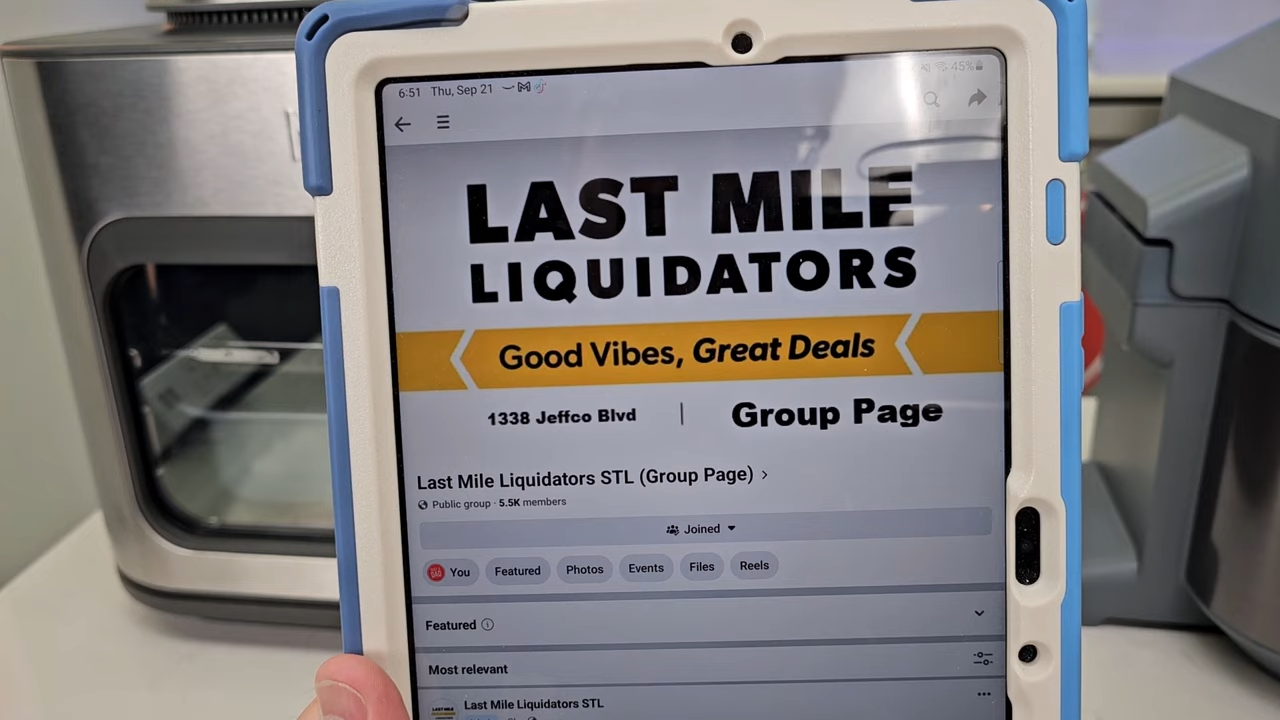 6:51 Thu, Sep 21
45%
LAST MILE
LIQUIDATORS
Good Vibes, Great Deals
1338 Jeffco Blvd | Group Page
Last Mile Liquidators STL (Group Page) >
Public group · 5.5K members
Joined
You Featured Photos Events Files Reels
Featured
Most relevant
Last Mile Liquidators STL